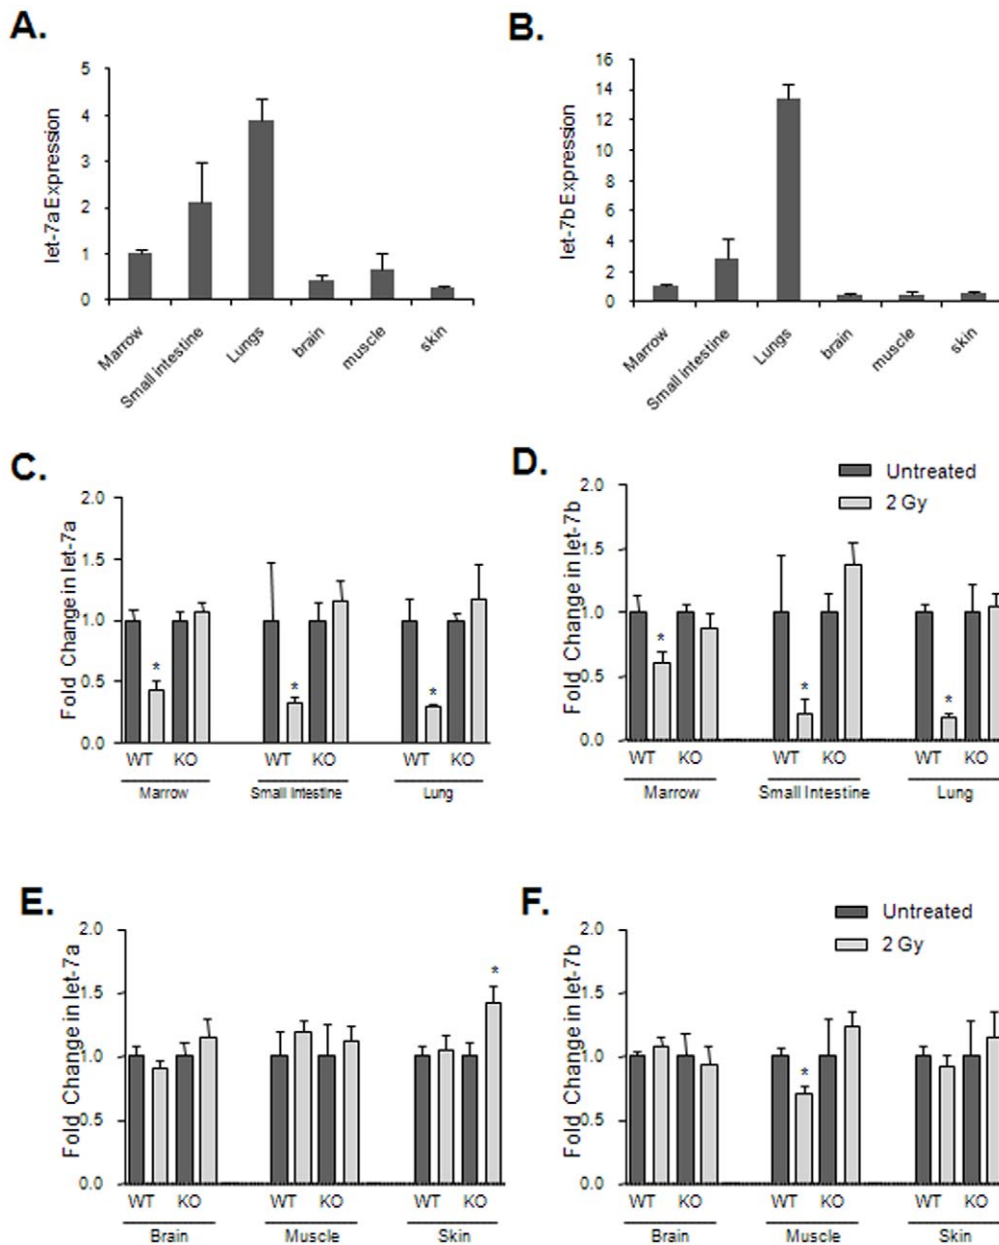 A.
let-7a Expression
5
4
3
2
1
0
Marrow
Small intestine
Lungs
brain
muscle
skin
B.
let-7b Expression
16
14
12
10
8
6
4
2
0
Marrow
Small intestine
Lungs
brain
muscle
skin
C.
Fold Change in let-7a
2.0
1.5
1.0
0.5
0.0
*
*
*
WT KO WT KO WT KO
Marrow Small Intestine Lung
D.
Untreated
2 Gy
Fold Change in let-7b
2.0
1.5
1.0
0.5
0.0
*
*
*
WT KO WT KO WT KO
Marrow Small Intestine Lung
E.
Fold Change in let-7a
2.0
1.5
1.0
0.5
0.0
*
WT KO WT KO WT KO
Brain Muscle Skin
F.
Untreated
2 Gy
Fold Change in let-7b
2.0
1.5
1.0
0.5
0.0
*
WT KO WT KO WT KO
Brain Muscle Skin